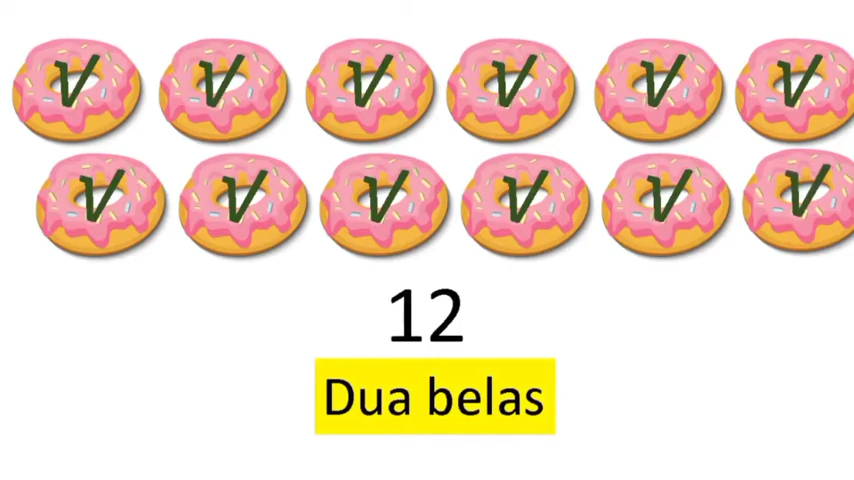 √ √ √ √ √ √
√ √ √ √ √ √
12
Dua belas